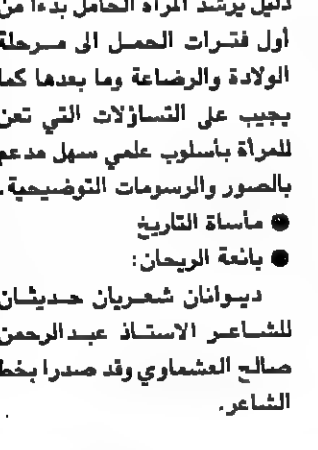 دليل يرشد المرأة الحامل بدءاً من
أول فترات الحمل الى مرحلة
الولادة والرضاعة وما بعدها كما
يجيب على التساؤلات التي تعن
للمرأة بأسلوب علمي سهل مدعم
بالصور والرسومات التوضيحية.
● مأساة التاريخ
● بائعة الريحان:
ديوانان شعريان حديثان
للشاعر الاستاذ عبدالرحمن
صالح العشماوي وقد صدرا بخط
الشاعر.